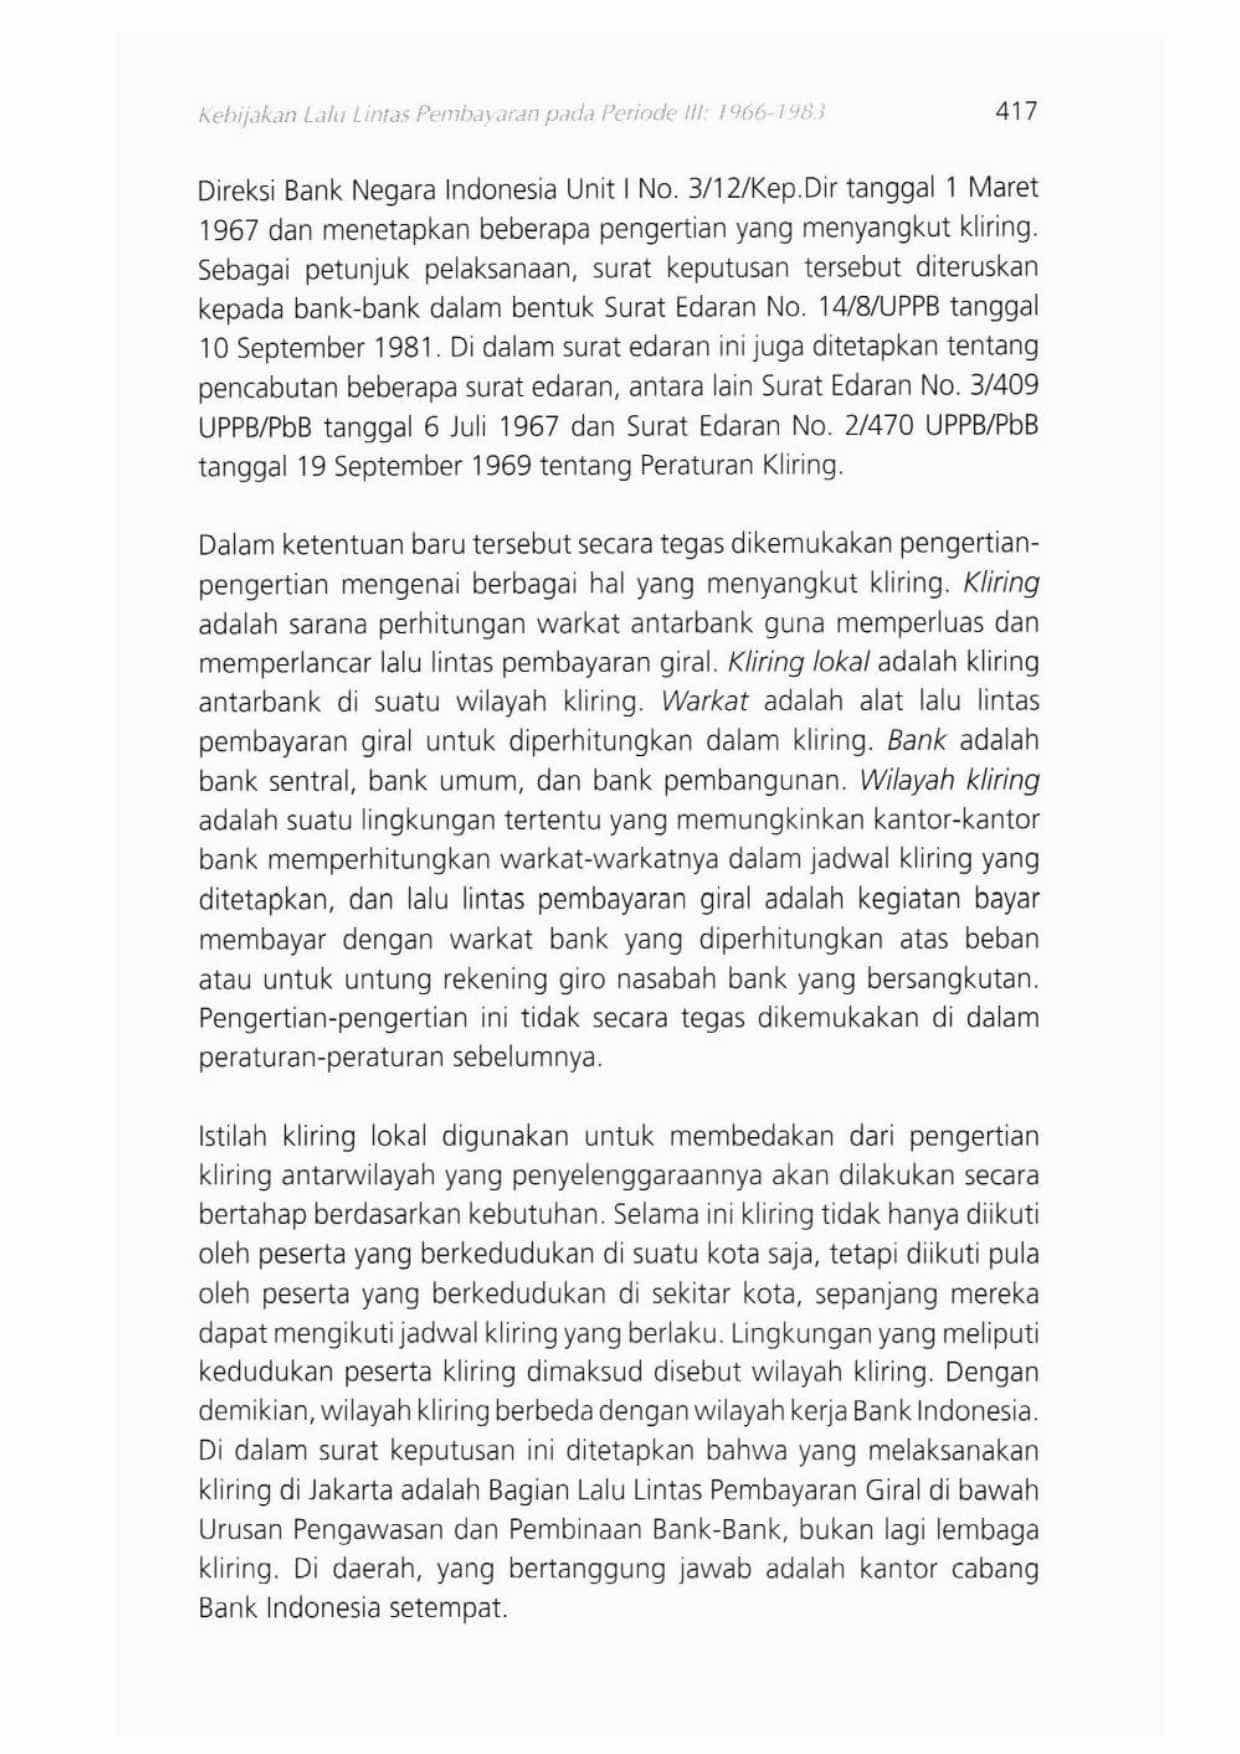 Kebijakan Lalu Lintas Pembayaran pada Periode III: 1966-1983 417
Direksi Bank Negara Indonesia Unit I No. 3/12/Kep.Dir tanggal 1 Maret
1967 dan menetapkan beberapa pengertian yang menyangkut kliring.
Sebagai petunjuk pelaksanaan, surat keputusan tersebut diteruskan
kepada bank-bank dalam bentuk Surat Edaran No. 14/8/UPPB tanggal
10 September 1981. Di dalam surat edaran ini juga ditetapkan tentang
pencabutan beberapa surat edaran, antara lain Surat Edaran No. 3/409
UPPB/PbB tanggal 6 Juli 1967 dan Surat Edaran No. 2/470 UPPB/PbB
tanggal 19 September 1969 tentang Peraturan Kliring.
Dalam ketentuan baru tersebut secara tegas dikemukakan pengertian-
pengertian mengenai berbagai hal yang menyangkut kliring. Kliring
adalah sarana perhitungan warkat antarbank guna memperluas dan
memperlancar lalu lintas pembayaran giral. Kliring lokal adalah kliring
antarbank di suatu wilayah kliring. Warkat adalah alat lalu lintas
pembayaran giral untuk diperhitungkan dalam kliring. Bank adalah
bank sentral, bank umum, dan bank pembangunan. Wilayah kliring
adalah suatu lingkungan tertentu yang memungkinkan kantor-kantor
bank memperhitungkan warkat-warkatnya dalam jadwal kliring yang
ditetapkan, dan lalu lintas pembayaran giral adalah kegiatan bayar
membayar dengan warkat bank yang diperhitungkan atas beban
atau untuk untung rekening giro nasabah bank yang bersangkutan.
Pengertian-pengertian ini tidak secara tegas dikemukakan di dalam
peraturan-peraturan sebelumnya.
Istilah kliring lokal digunakan untuk membedakan dari pengertian
kliring antarwilayah yang penyelenggaraannya akan dilakukan secara
bertahap berdasarkan kebutuhan. Selama ini kliring tidak hanya diikuti
oleh peserta yang berkedudukan di suatu kota saja, tetapi diikuti pula
oleh peserta yang berkedudukan di sekitar kota, sepanjang mereka
dapat mengikuti jadwal kliring yang berlaku. Lingkungan yang meliputi
kedudukan peserta kliring dimaksud disebut wilayah kliring. Dengan
demikian, wilayah kliring berbeda dengan wilayah kerja Bank Indonesia.
Di dalam surat keputusan ini ditetapkan bahwa yang melaksanakan
kliring di Jakarta adalah Bagian Lalu Lintas Pembayaran Giral di bawah
Urusan Pengawasan dan Pembinaan Bank-Bank, bukan lagi lembaga
kliring. Di daerah, yang bertanggung jawab adalah kantor cabang
Bank Indonesia setempat.